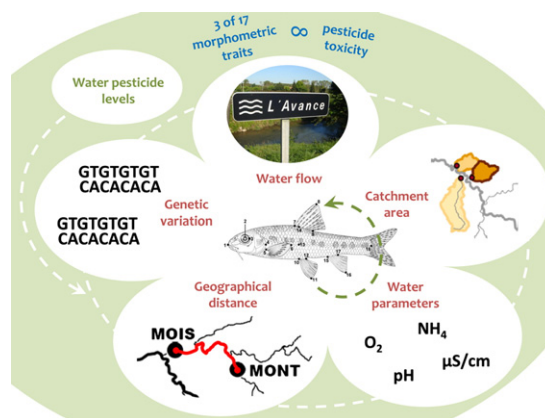 3 of 17
morphometric
traits
∞
pesticide
toxicity
Water pesticide
levels
L'Avance
Water flow
GTGTGTGT
CACACACA
GTGTGTGT
CACACACA
Genetic
variation
Catchment
area
Geographical
distance
MOIS
MONT
Water
parameters
O₂
NH₄
pH
µS/cm